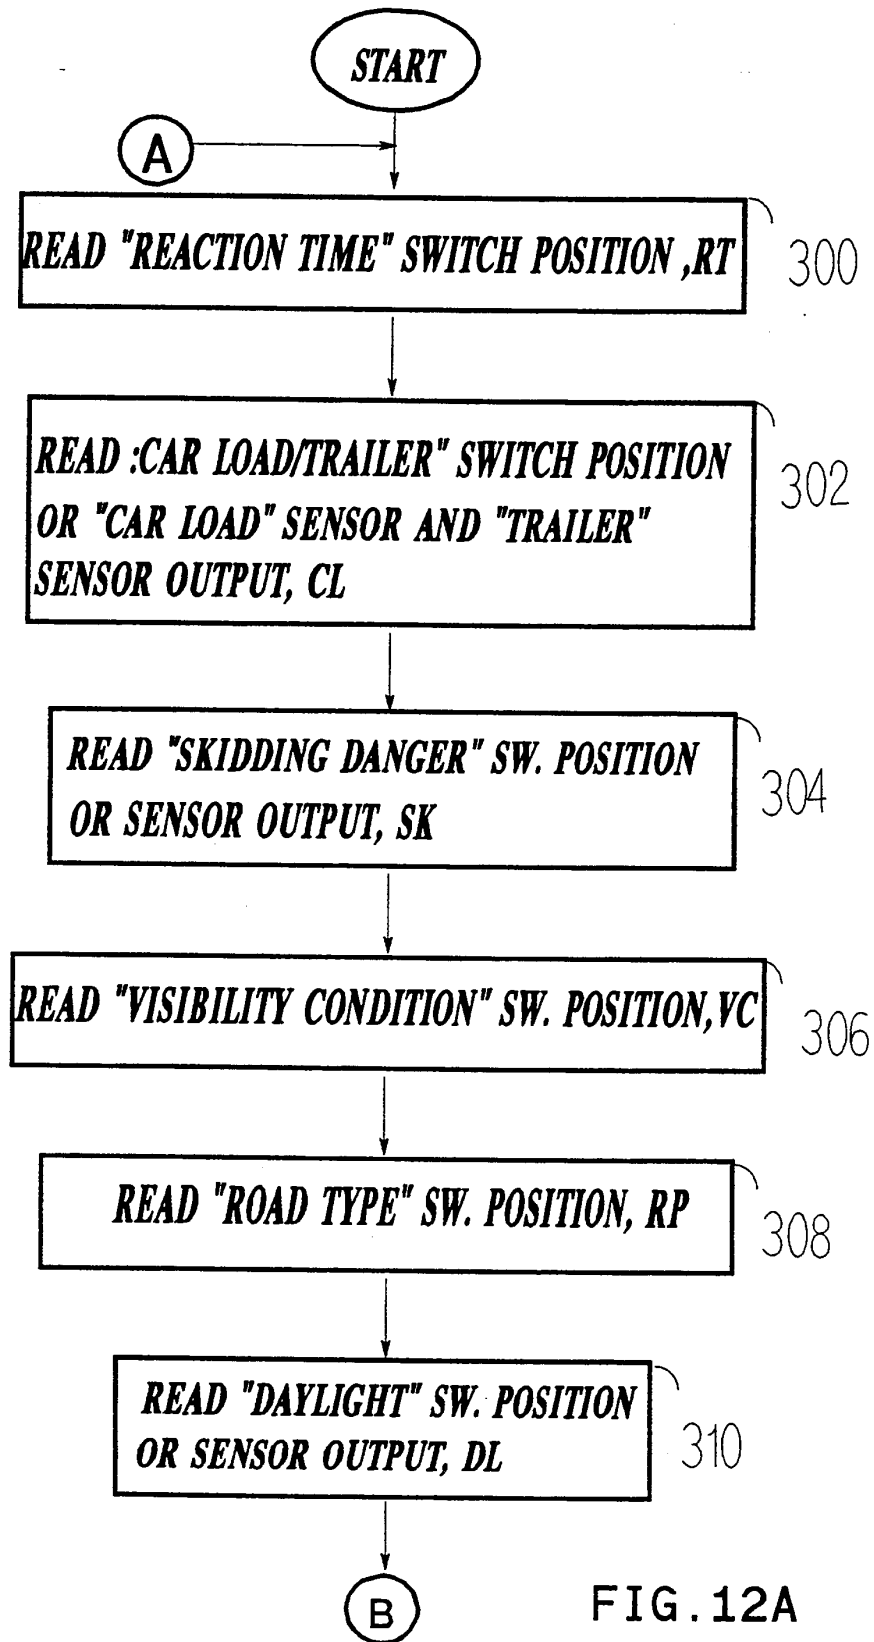 START
A
READ "REACTION TIME" SWITCH POSITION ,RT
300
READ :CAR LOAD/TRAILER" SWITCH POSITION
OR "CAR LOAD" SENSOR AND "TRAILER"
SENSOR OUTPUT, CL
302
READ "SKIDDING DANGER" SW. POSITION
OR SENSOR OUTPUT, SK
304
READ "VISIBILITY CONDITION" SW. POSITION,VC
306
READ "ROAD TYPE" SW. POSITION, RP
308
READ "DAYLIGHT" SW. POSITION
OR SENSOR OUTPUT, DL
310
B
FIG.12A